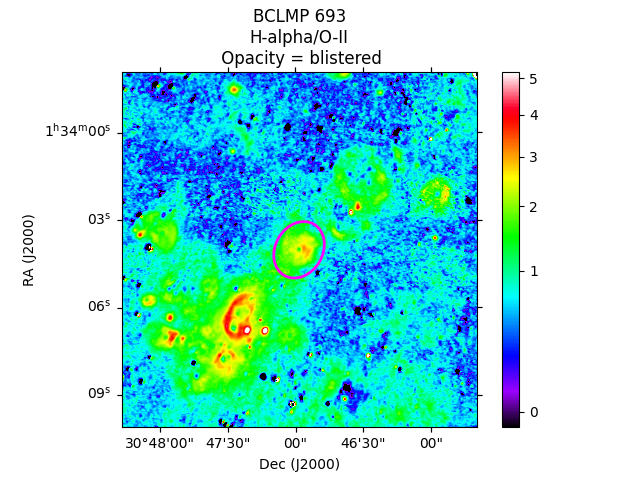 BCLMP 693
H-alpha/O-II
Opacity = blistered
1ʰ34ᵐ00ˢ
03ˢ
06ˢ
09ˢ
RA (J2000)
30°48'00" 47'30" 00" 46'30" 00"
Dec (J2000)
5
4
3
2
1
0